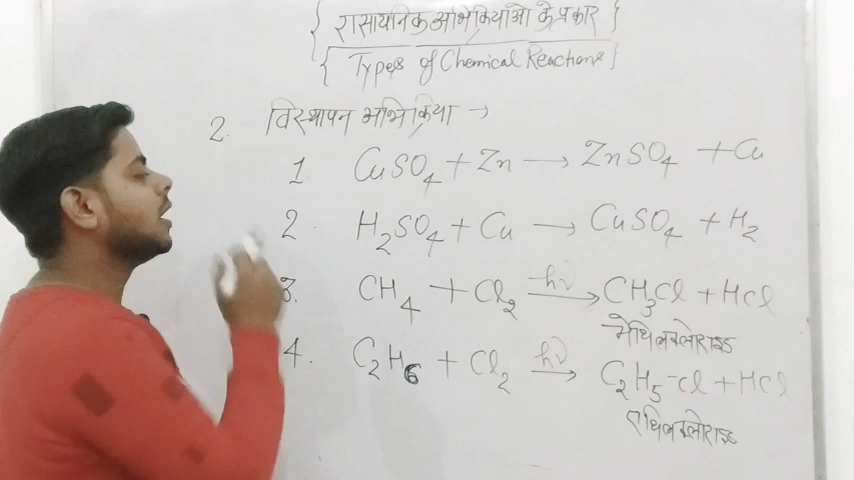 { रासायनिक अभिक्रियाओ के प्रकार }
{ Types of Chemical Reactions }
2. विस्थापन अभिक्रिया →
1. CuSO₄ + Zn → ZnSO₄ + Cu
2. H₂SO₄ + Cu → CuSO₄ + H₂
3. CH₄ + Cl₂ —hν→ CH₃Cl + HCl
मेथिलक्लोराइड
4. C₂H₆ + Cl₂ —hν→ C₂H₅-Cl + HCl
एथिलक्लोराइड